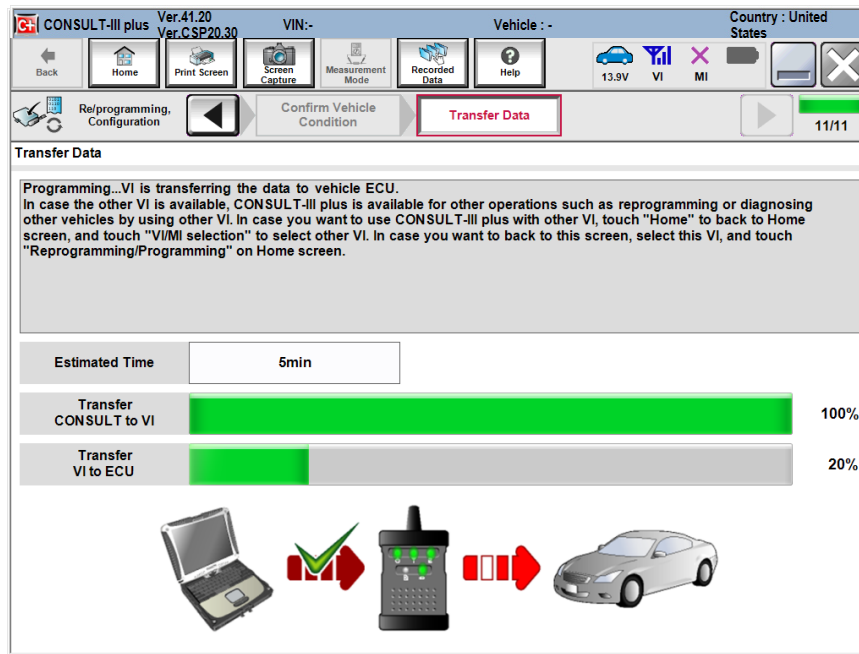 C+ CONSULT-III plus Ver.41.20 VIN:- Vehicle : - Country : United
Ver.CSP20.30 States
Back Home Print Screen Screen Capture Measurement Mode Recorded Data Help 13.9V VI MI
Re/programming, Configuration Confirm Vehicle Condition Transfer Data 11/11
Transfer Data
Programming...VI is transferring the data to vehicle ECU.
In case the other VI is available, CONSULT-III plus is available for other operations such as reprogramming or diagnosing
other vehicles by using other VI. In case you want to use CONSULT-III plus with other VI, touch "Home" to back to Home
screen, and touch "VI/MI selection" to select other VI. In case you want to back to this screen, select this VI, and touch
"Reprogramming/Programming" on Home screen.
Estimated Time 5min
Transfer
CONSULT to VI 100%
Transfer
VI to ECU 20%